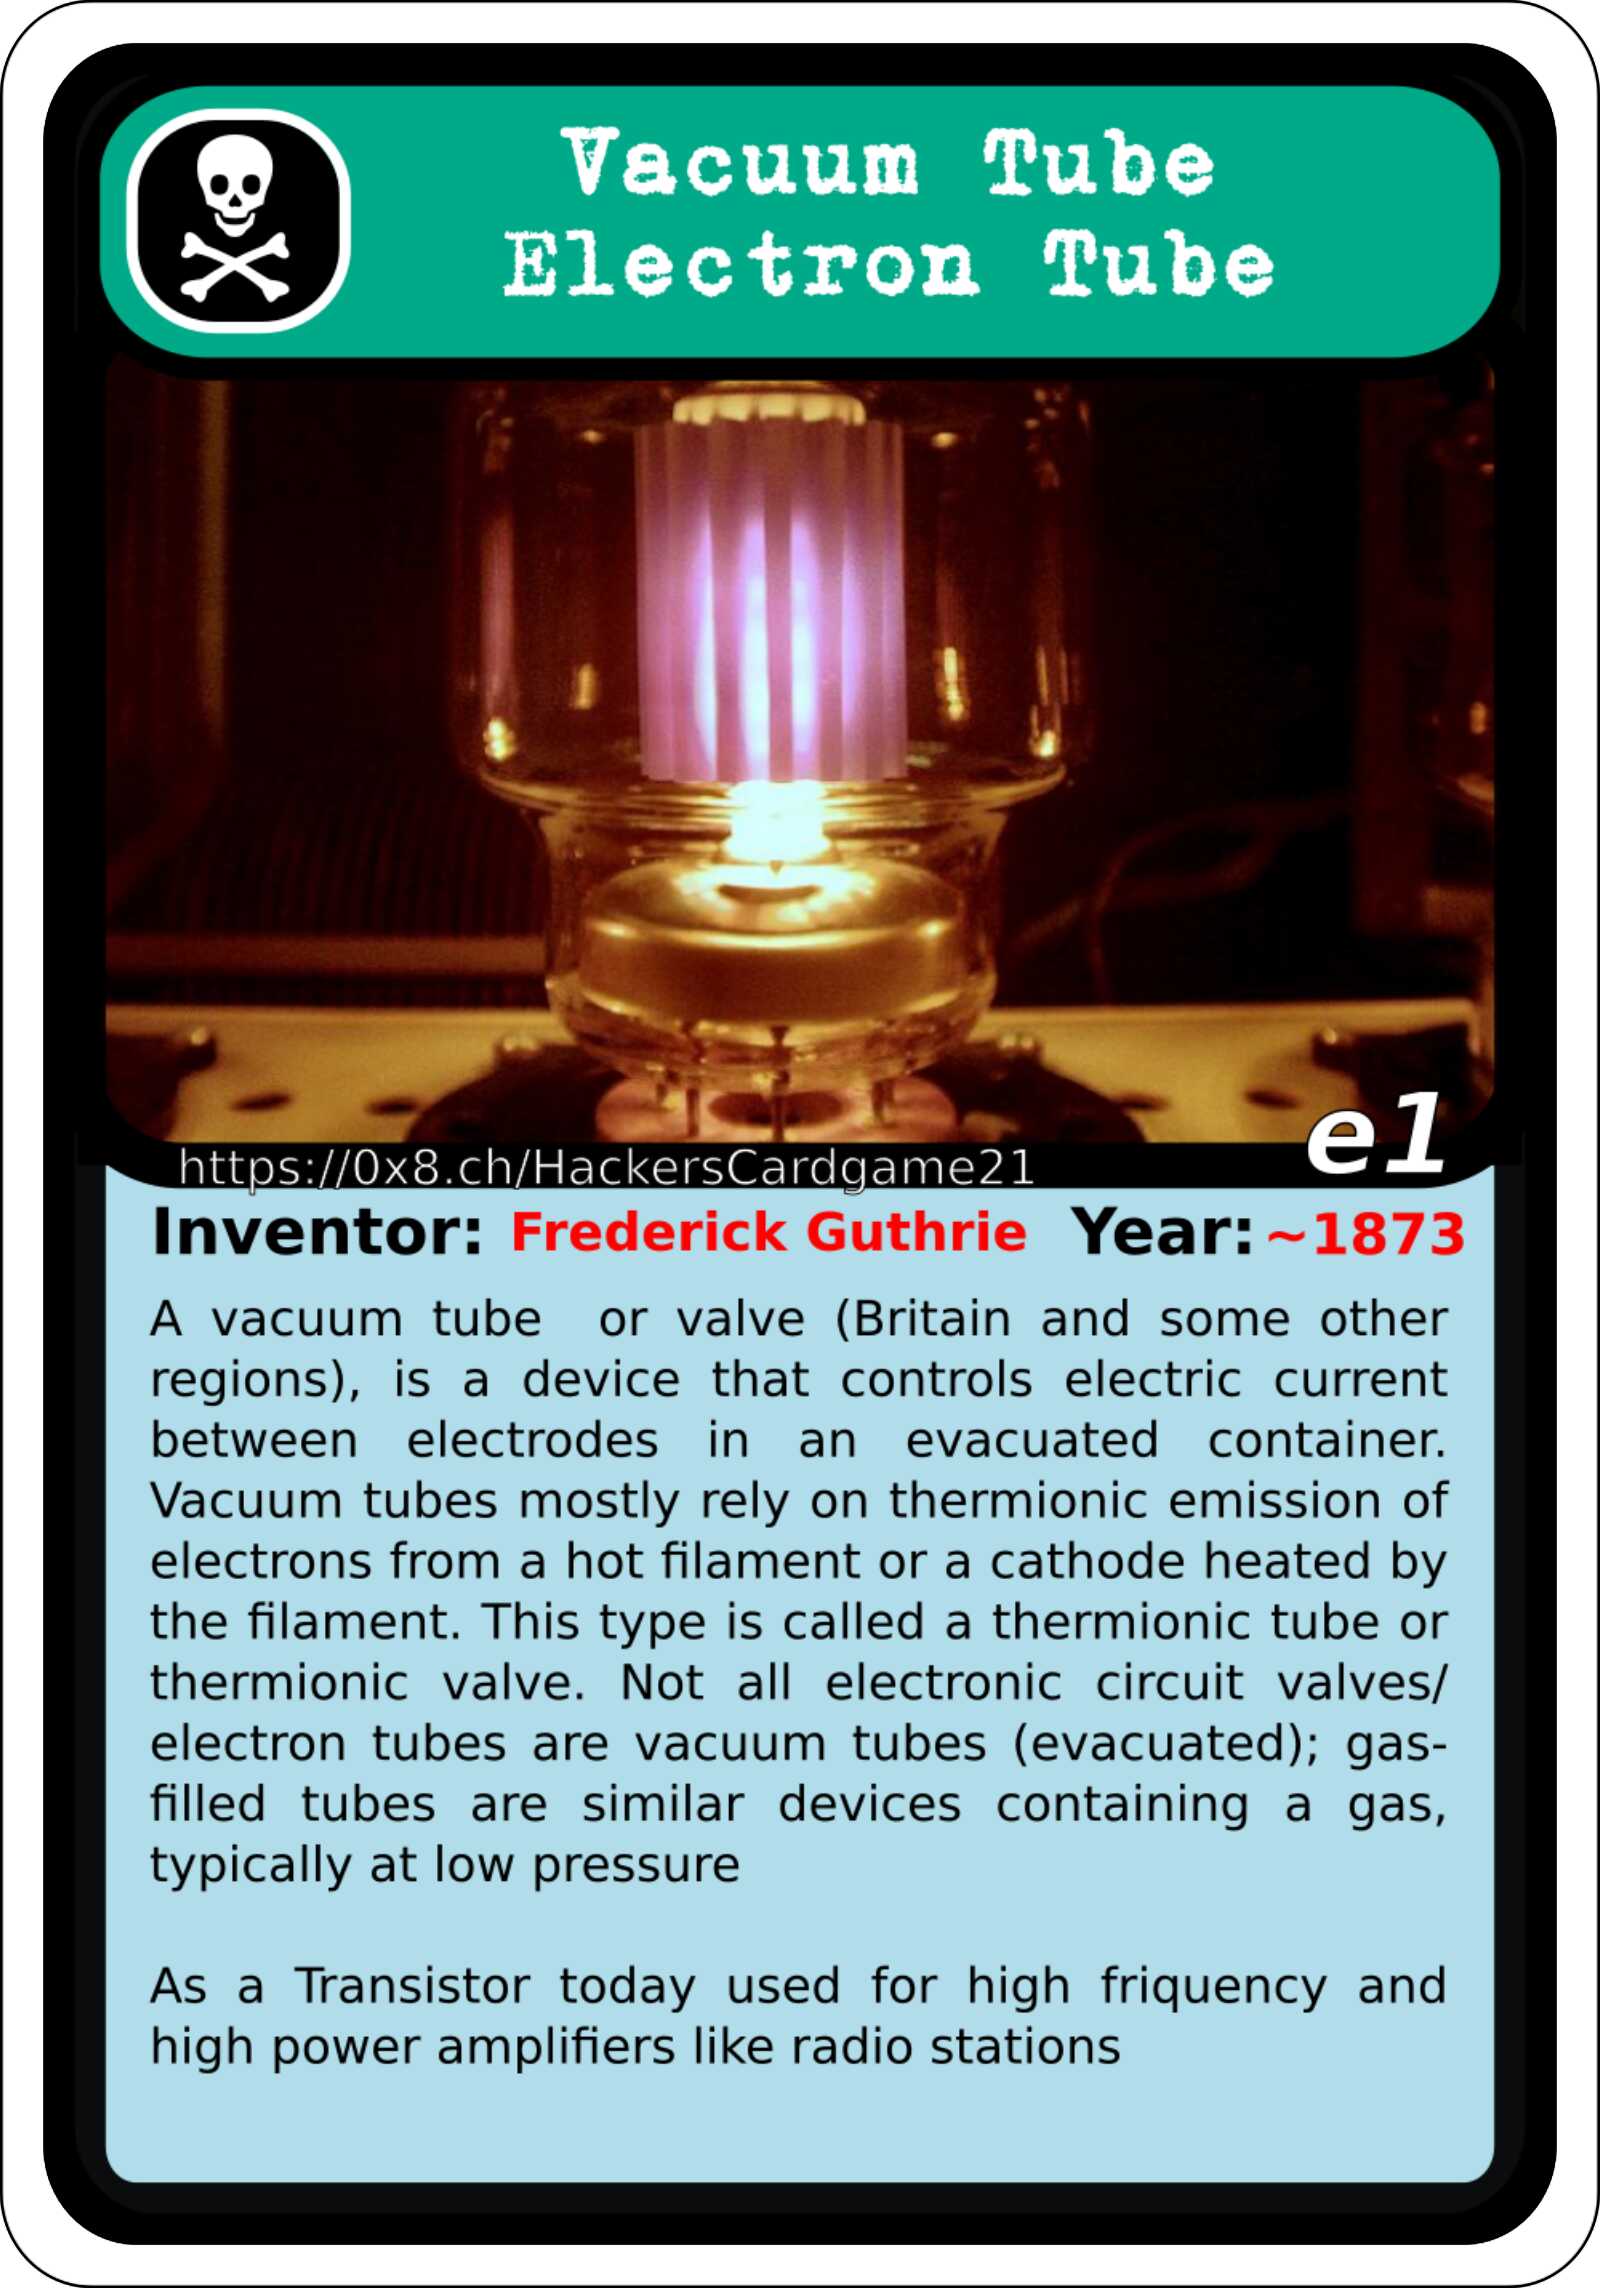 Vacuum Tube
Electron Tube
e1
https://0x8.ch/HackersCardgame21
Inventor: Frederick Guthrie Year: ~1873
A vacuum tube or valve (Britain and some other
regions), is a device that controls electric current
between electrodes in an evacuated container.
Vacuum tubes mostly rely on thermionic emission of
electrons from a hot filament or a cathode heated by
the filament. This type is called a thermionic tube or
thermionic valve. Not all electronic circuit valves/
electron tubes are vacuum tubes (evacuated); gas-
filled tubes are similar devices containing a gas,
typically at low pressure
As a Transistor today used for high friquency and
high power amplifiers like radio stations